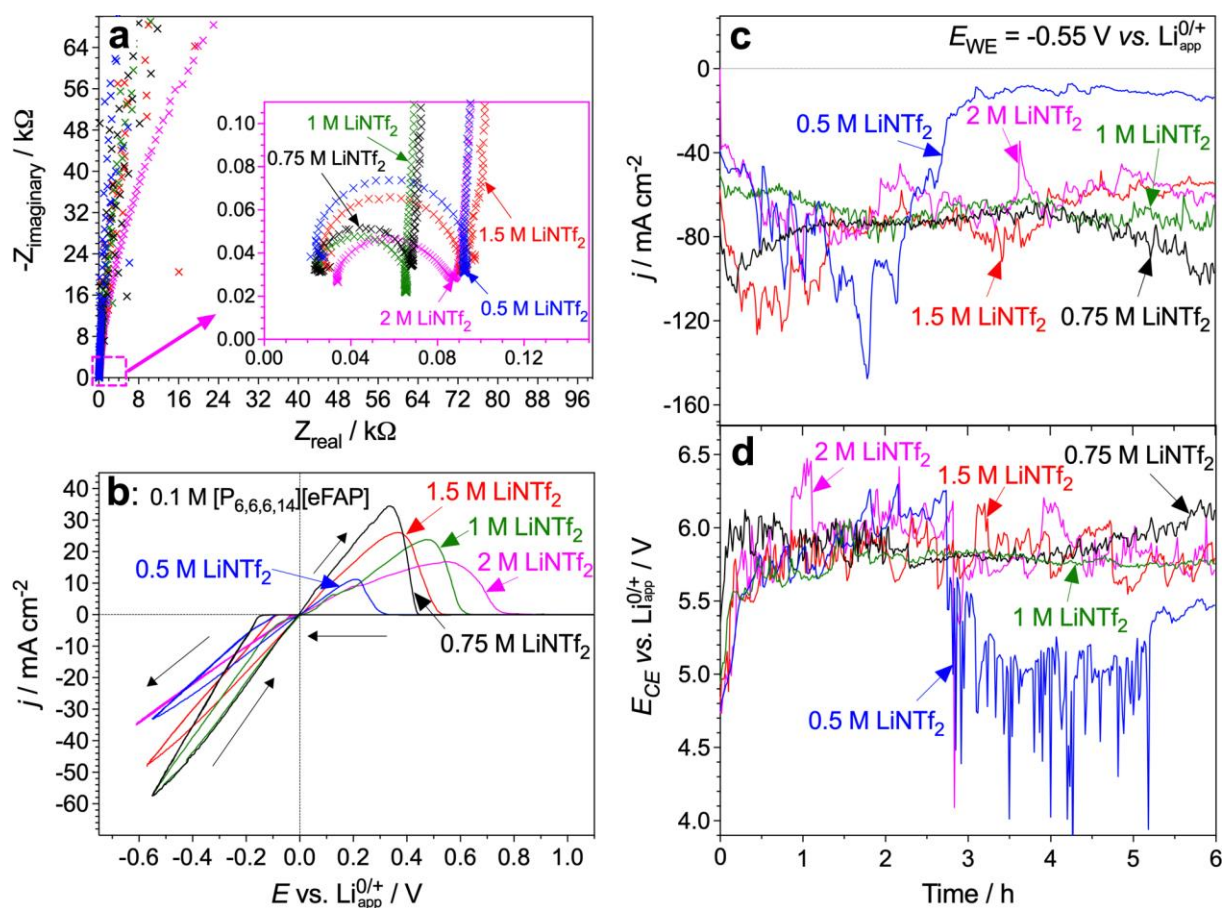 a
-Z_imaginary / kΩ
64
56
48
40
32
24
16
8
0
0 8 16 24 32 40 48 56 64 72 80 88 96
Z_real / kΩ
0.10
0.08
0.06
0.04
0.02
0.00
0.00 0.04 0.08 0.12
1 M LiNTf₂
0.75 M LiNTf₂
1.5 M LiNTf₂
0.5 M LiNTf₂
2 M LiNTf₂
b: 0.1 M [P₆,₆,₆,₁₄][eFAP]
j / mA cm⁻²
40
30
20
10
0
-10
-20
-30
-40
-50
-60
1.5 M LiNTf₂
1 M LiNTf₂
0.5 M LiNTf₂
2 M LiNTf₂
0.75 M LiNTf₂
-0.6 -0.4 -0.2 0.0 0.2 0.4 0.6 0.8 1.0
E vs. Li_app^0/+ / V
c
E_WE = -0.55 V vs. Li_app^0/+
j / mA cm⁻²
0
-40
-80
-120
-160
0.5 M LiNTf₂
2 M LiNTf₂
1 M LiNTf₂
1.5 M LiNTf₂
0.75 M LiNTf₂
d
E_CE vs. Li_app^0/+ / V
6.5
6.0
5.5
5.0
4.5
4.0
2 M LiNTf₂
0.75 M LiNTf₂
1.5 M LiNTf₂
1 M LiNTf₂
0.5 M LiNTf₂
0 1 2 3 4 5 6
Time / h